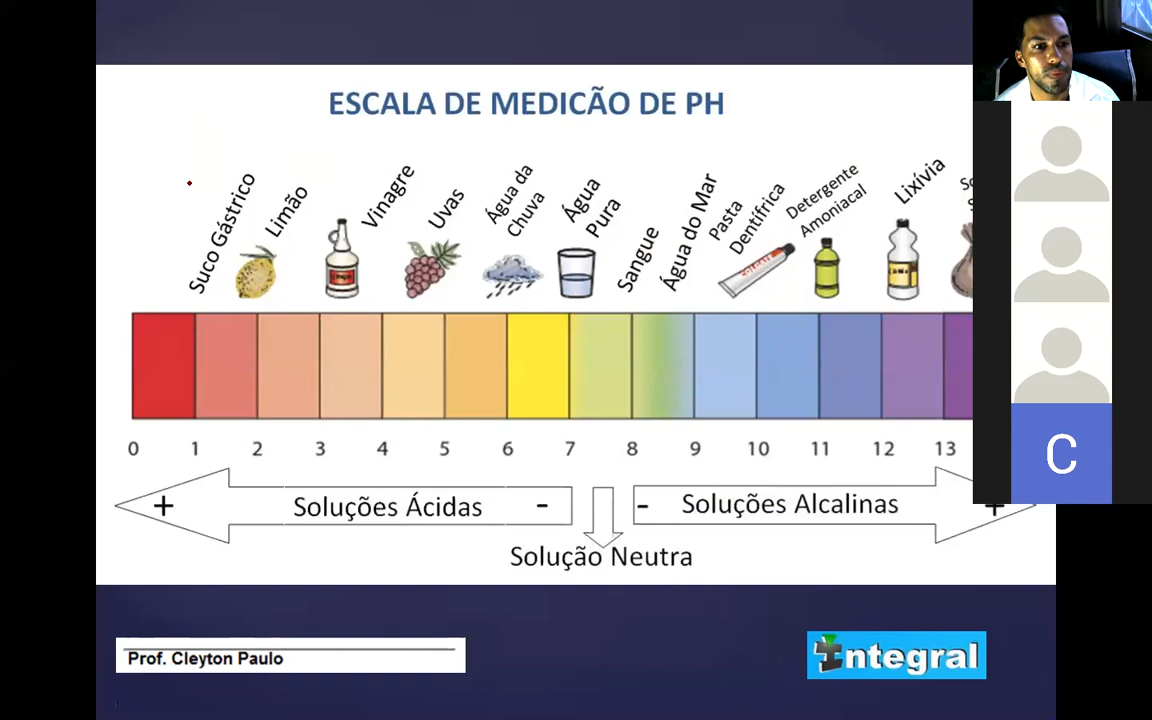 ESCALA DE MEDICÃO DE PH
Suco Gástrico
Limão
Vinagre
Uvas
Água da
Chuva
Água
Pura
Sangue
Água do Mar
Pasta
Dentífrica
Detergente
Amoniacal
Lixívia
0 1 2 3 4 5 6 7 8 9 10 11 12 13
+ Soluções Ácidas -
- Soluções Alcalinas +
Solução Neutra
Prof. Cleyton Paulo
Integral
C